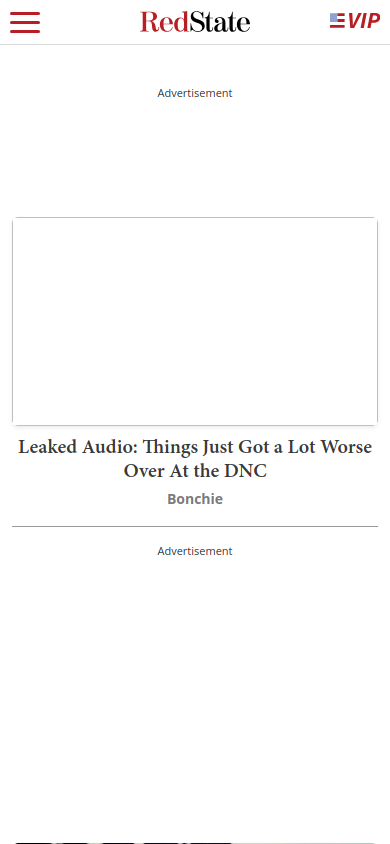 RedState
VIP
Advertisement
Leaked Audio: Things Just Got a Lot Worse
Over At the DNC
Bonchie
Advertisement